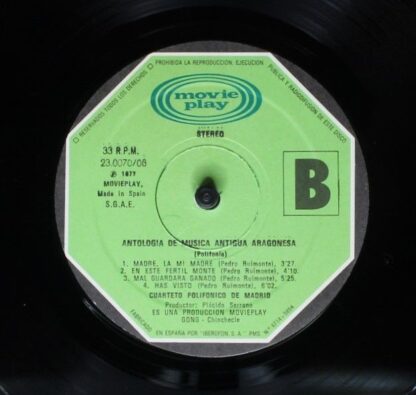 PROHIBIDA LA REPRODUCCION, EJECUCION
PUBLICA Y RADIODIFUSION DE ESTE DISCO
RESERVADOS TODOS LOS DERECHOS
movie
play
STEREO
33 R.P.M.
23.0070/08
℗ 1977
MOVIEPLAY,
Made in Spain
S.G.A.E.
B
ANTOLOGIA DE MUSICA ANTIGUA ARAGONESA
(Polifonía)
1. MADRE, LA MI MADRE (Pedro Ruimonte), 3'27.
2. EN ESTE FERTIL MONTE (Pedro Ruimonte), 4'10.
3. MAL GUARDARA GANADO (Pedro Ruimonte), 5'25.
4. HAS VISTO (Pedro Ruimonte), 6'02.
CUARTETO POLIFONICO DE MADRID
Productor: Plácido Serrano
ES UNA PRODUCCION MOVIEPLAY
GONG - Chinchecle
FABRICADO
EN ESPAÑA POR "IBEROFON, S.A." PMS.